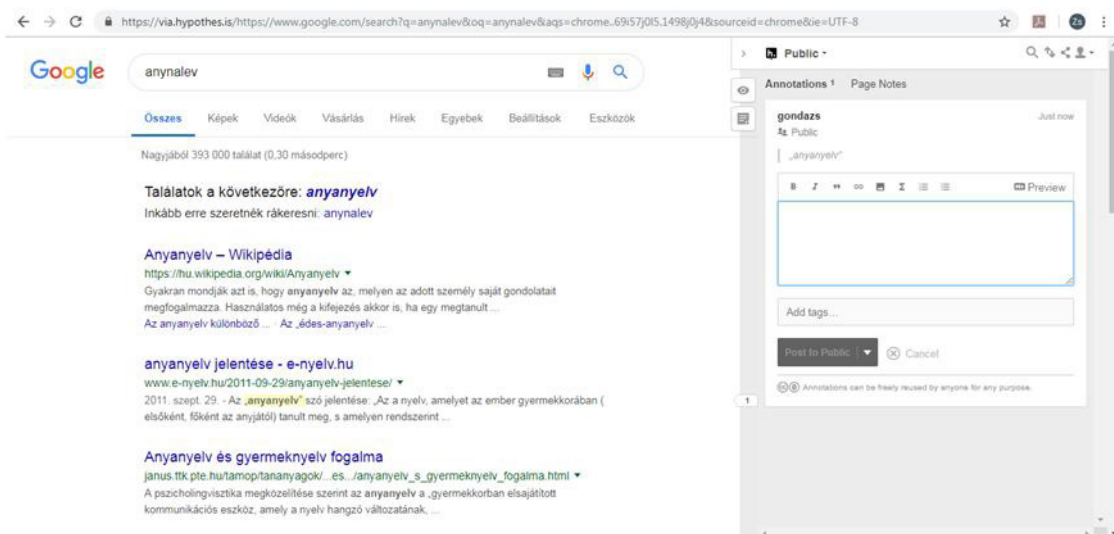 https://via.hypothes.is/https://www.google.com/search?q=anynalev&oq=anynalev&aqs=chrome..69i57j0l5.1498j0j4&sourceid=chrome&ie=UTF-8
Zs
Google
anynalev
Összes Képek Videók Vásárlás Hírek Egyebek Beállítások Eszközök
Nagyjából 393 000 találat (0,30 másodperc)
Találatok a következőre: anyanyelv
Inkább erre szeretnék rákeresni: anynalev
Anyanyelv – Wikipédia
https://hu.wikipedia.org/wiki/Anyanyelv
Gyakran mondják azt is, hogy anyanyelv az, melyen az adott személy saját gondolatait
megfogalmazza. Használatos még a kifejezés akkor is, ha egy megtanult ...
Az anyanyelv különböző ... · Az „édes-anyanyelv ...
anyanyelv jelentése - e-nyelv.hu
www.e-nyelv.hu/2011-09-29/anyanyelv-jelentese/
2011. szept. 29. - Az „anyanyelv" szó jelentése: „Az a nyelv, amelyet az ember gyermekkorában (
elsőként, főként az anyjától) tanult meg, s amelyen rendszerint ...
Anyanyelv és gyermeknyelv fogalma
janus.ttk.pte.hu/tamop/tananyagok/...es.../anyanyelv_s_gyermeknyelv_fogalma.html
A pszicholingvisztika megközelítése szerint az anyanyelv a „gyermekkorban elsajátított
kommunikációs eszköz, amely a nyelv hangzó változatának, ...
h. Public
Annotations 1 Page Notes
gondazs Just now
Public
„anyanyelv"
B I Σ Preview
Add tags...
Post to Public Cancel
Annotations can be freely reused by anyone for any purpose.
1